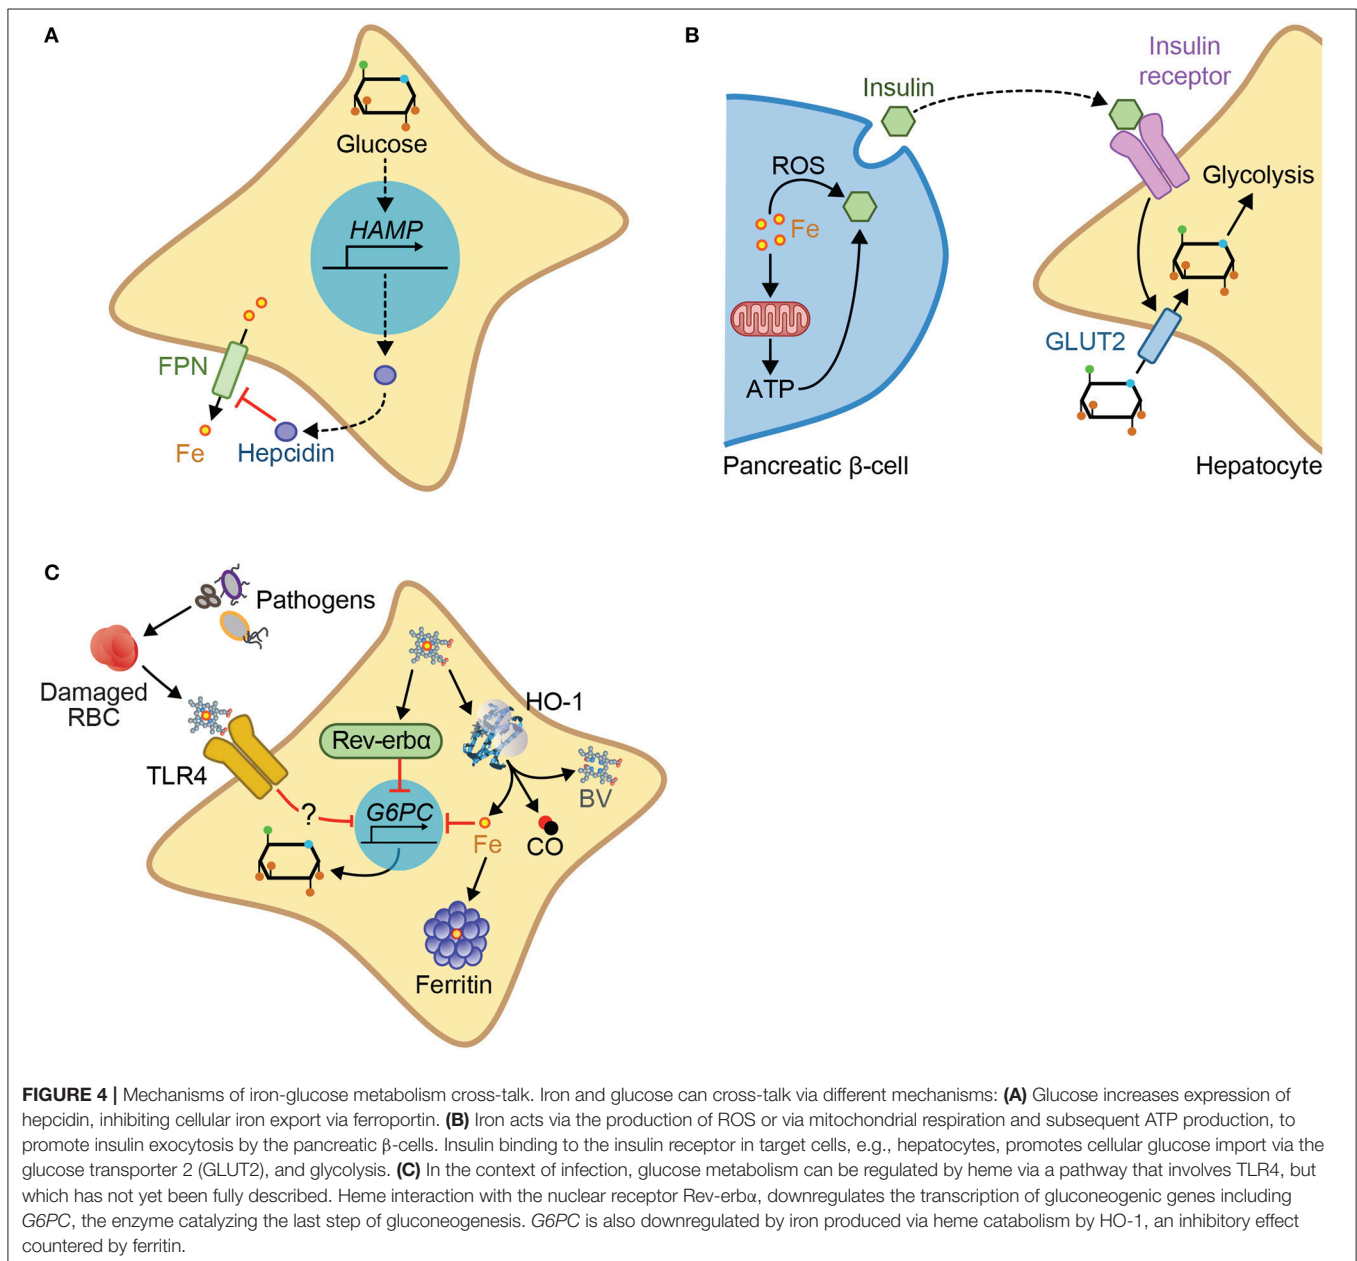 A
Glucose
HAMP
FPN
Fe
Hepcidin
B
Insulin
receptor
Insulin
ROS
Fe
Glycolysis
GLUT2
ATP
Pancreatic β-cell
Hepatocyte
C
Pathogens
Damaged
RBC
HO-1
Rev-erbα
TLR4
BV
?
G6PC
Fe
CO
Ferritin
FIGURE 4 | Mechanisms of iron-glucose metabolism cross-talk. Iron and glucose can cross-talk via different mechanisms: (A) Glucose increases expression of
hepcidin, inhibiting cellular iron export via ferroportin. (B) Iron acts via the production of ROS or via mitochondrial respiration and subsequent ATP production, to
promote insulin exocytosis by the pancreatic β-cells. Insulin binding to the insulin receptor in target cells, e.g., hepatocytes, promotes cellular glucose import via the
glucose transporter 2 (GLUT2), and glycolysis. (C) In the context of infection, glucose metabolism can be regulated by heme via a pathway that involves TLR4, but
which has not yet been fully described. Heme interaction with the nuclear receptor Rev-erbα, downregulates the transcription of gluconeogenic genes including
G6PC, the enzyme catalyzing the last step of gluconeogenesis. G6PC is also downregulated by iron produced via heme catabolism by HO-1, an inhibitory effect
countered by ferritin.